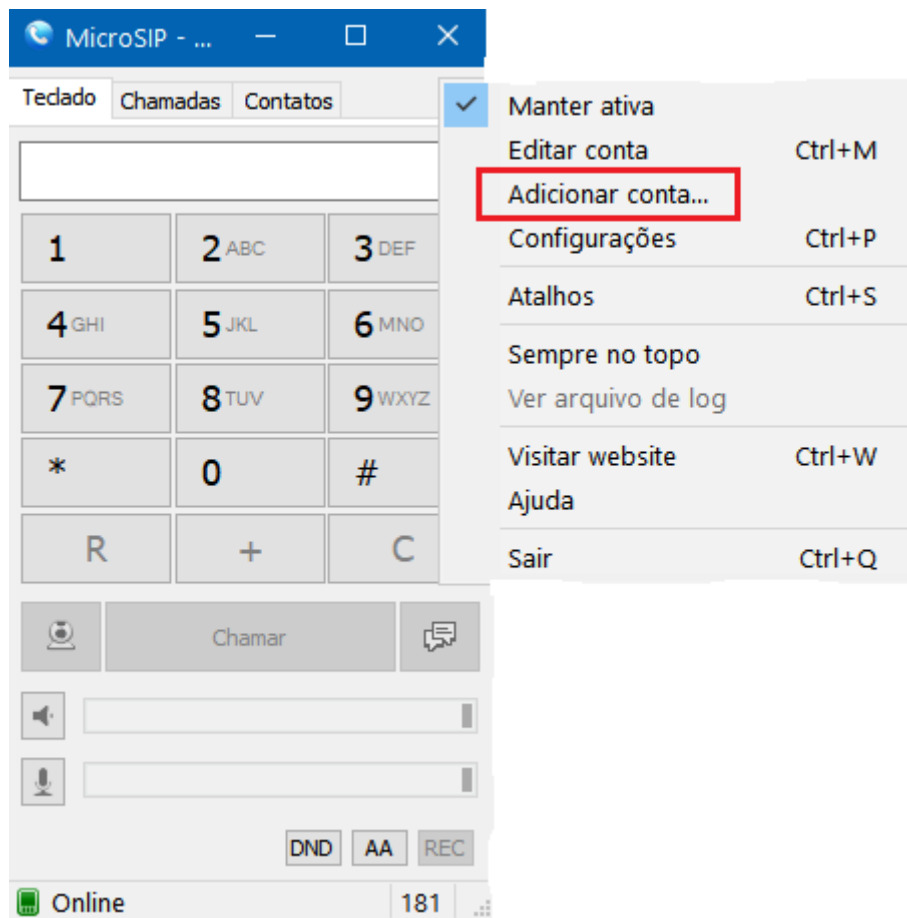 MicroSIP - ...
Teclado Chamadas Contatos
1 2 ABC 3 DEF
4 GHI 5 JKL 6 MNO
7 PQRS 8 TUV 9 WXYZ
* 0 #
R + C
Chamar
DND AA REC
Online 181
Manter ativa
Editar conta Ctrl+M
Adicionar conta...
Configurações Ctrl+P
Atalhos Ctrl+S
Sempre no topo
Ver arquivo de log
Visitar website Ctrl+W
Ajuda
Sair Ctrl+Q